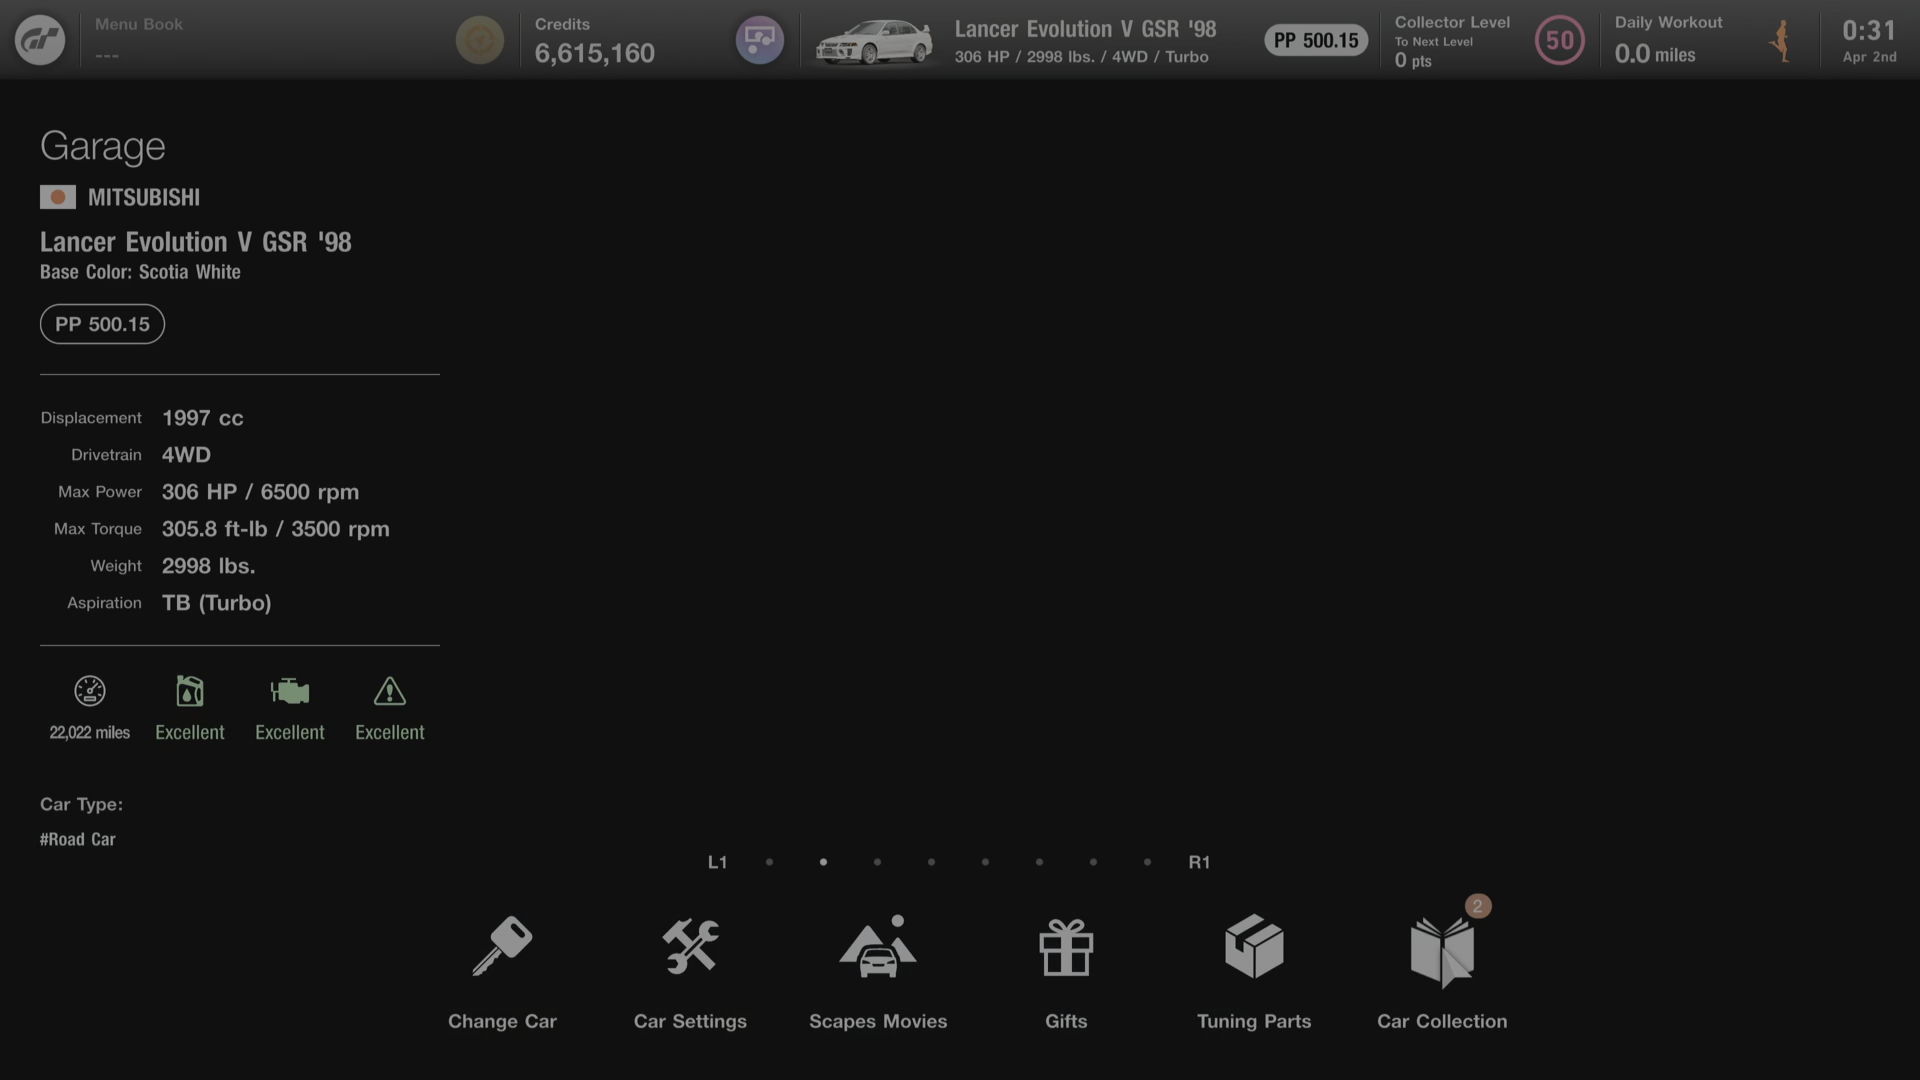 Menu Book
---
Credits
6,615,160
Lancer Evolution V GSR '98
306 HP / 2998 lbs. / 4WD / Turbo
PP 500.15
Collector Level
To Next Level
0 pts
50
Daily Workout
0.0 miles
0:31
Apr 2nd
Garage
MITSUBISHI
Lancer Evolution V GSR '98
Base Color: Scotia White
PP 500.15
Displacement 1997 cc
Drivetrain 4WD
Max Power 306 HP / 6500 rpm
Max Torque 305.8 ft-lb / 3500 rpm
Weight 2998 lbs.
Aspiration TB (Turbo)
22,022 miles Excellent Excellent Excellent
Car Type:
#Road Car
L1 R1
2
Change Car Car Settings Scapes Movies Gifts Tuning Parts Car Collection